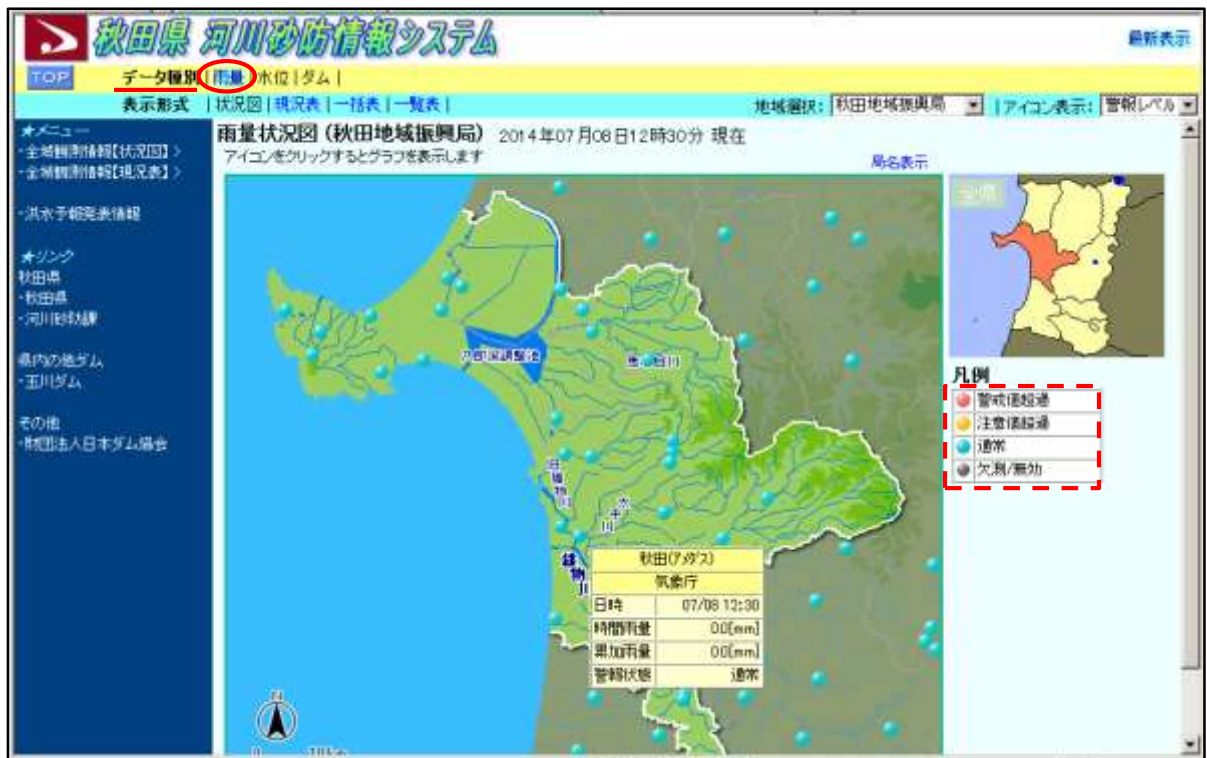 秋田県 河川砂防情報システム
最新表示
TOP
データ種別 | 雨量 | 水位 | ダム |
表示形式 | 状況図 | 現況表 | 一括表 | 一覧表 |
地域選択: 秋田地域振興局 | アイコン表示: 警報レベル
★メニュー
・全域観測情報【状況図】>
・全域観測情報【現況表】>
・洪水予報発表情報
★リンク
秋田県
・秋田県
・河川砂防課
県内の他ダム
・玉川ダム
その他
・財団法人日本ダム協会
雨量状況図 (秋田地域振興局) 2014年07月08日12時30分 現在
アイコンをクリックするとグラフを表示します
局名表示
全県
八郎潟調整池
馬場目川
旧雄物川
太平川
雄物川
秋田(アメダス)
気象庁
日時 07/08 12:30
時間雨量 0.0[mm]
累加雨量 0.0[mm]
警報状態 通常
N
0 10km
凡例
警戒値超過
注意値超過
通常
欠測/無効